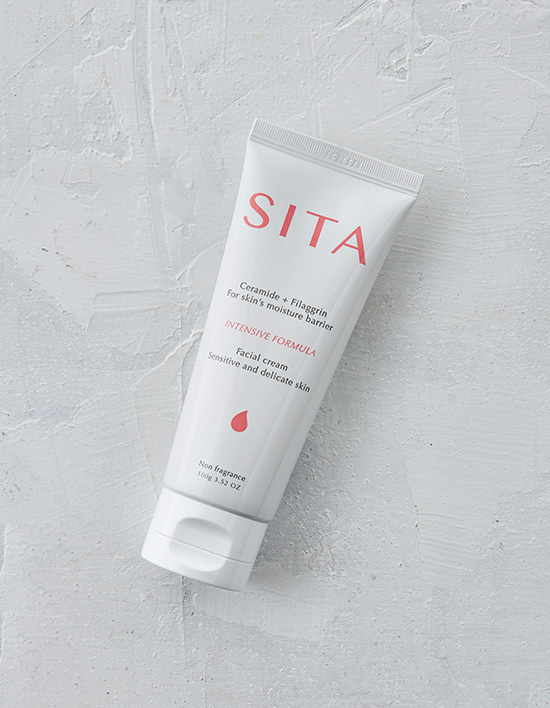 SITA
Ceramide + Filaggrin
For skin's moisture barrier
INTENSIVE FORMULA
Facial cream
Sensitive and delicate skin
Non fragrance
100g 3.52 OZ